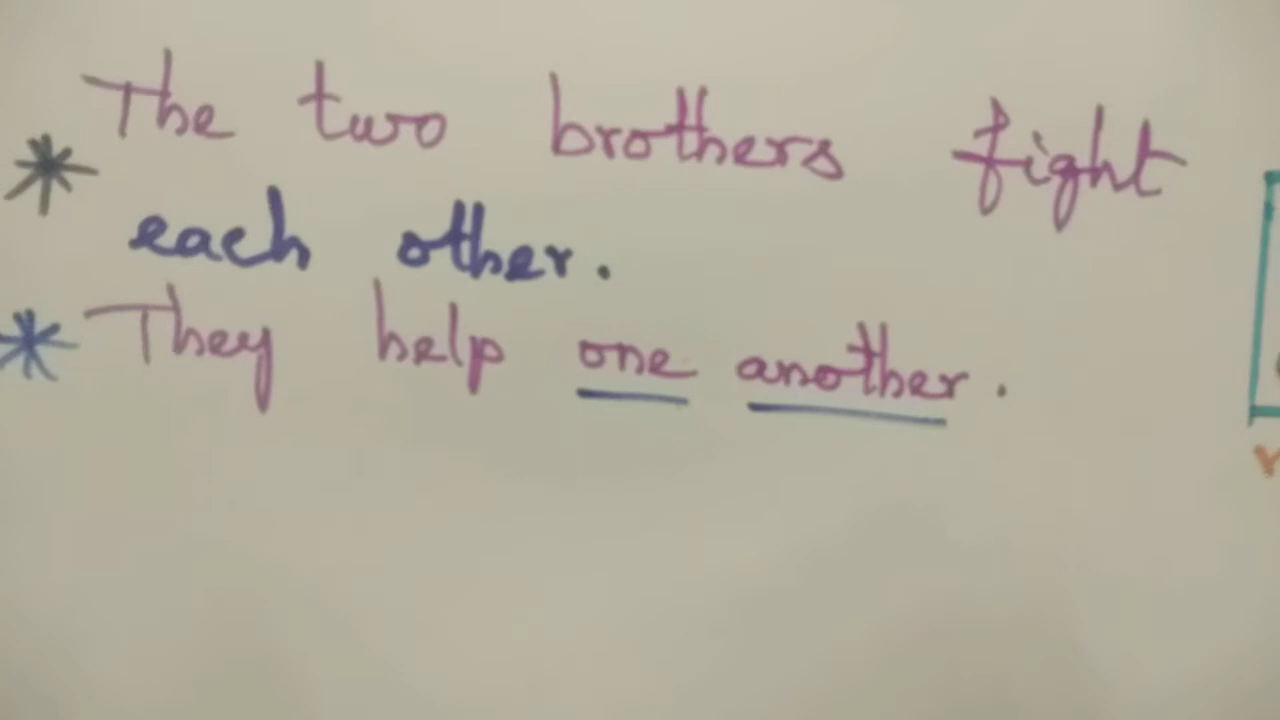 The two brothers fight
* each other.
* They help one another.